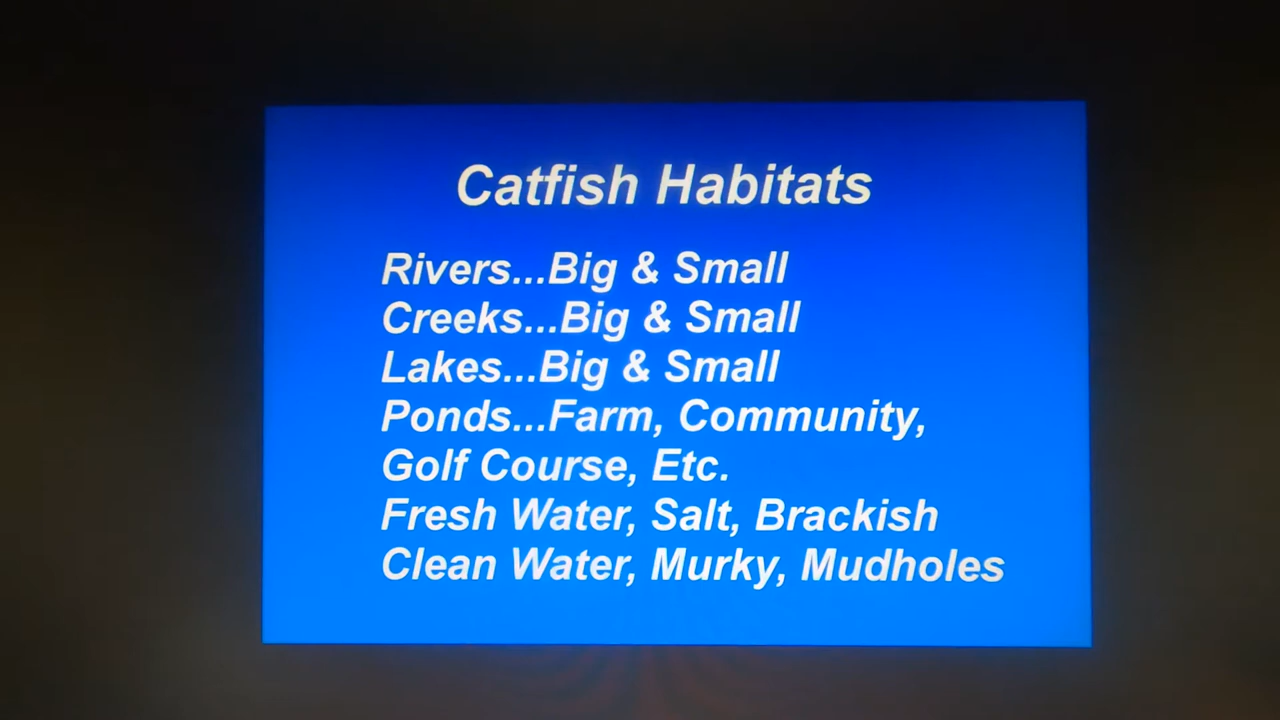 Catfish Habitats
Rivers...Big & Small
Creeks...Big & Small
Lakes...Big & Small
Ponds...Farm, Community,
Golf Course, Etc.
Fresh Water, Salt, Brackish
Clean Water, Murky, Mudholes